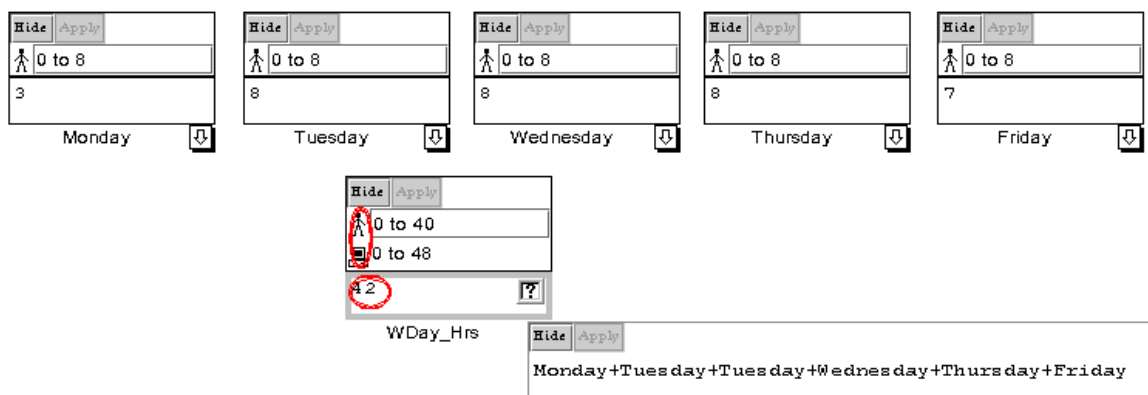 Hide Apply
0 to 8
3
Monday
Hide Apply
0 to 8
8
Tuesday
Hide Apply
0 to 8
8
Wednesday
Hide Apply
0 to 8
8
Thursday
Hide Apply
0 to 8
7
Friday
Hide Apply
0 to 40
0 to 48
42
?
WDay_Hrs
Hide Apply
Monday+Tuesday+Tuesday+Wednesday+Thursday+Friday